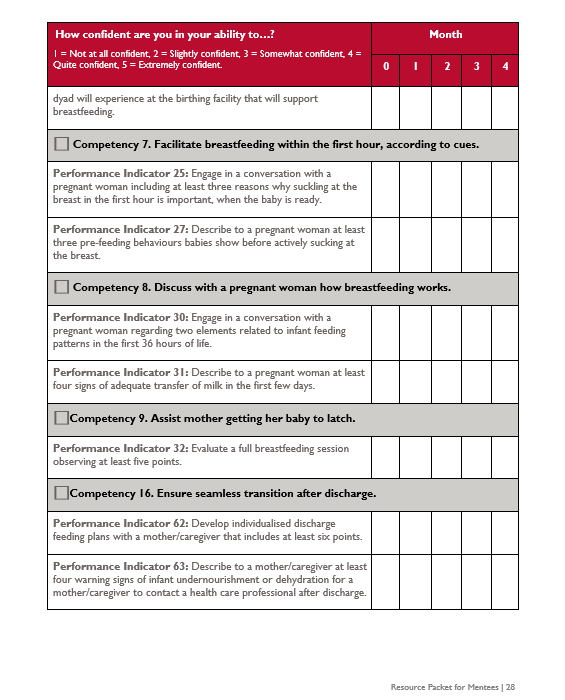 How confident are you in your ability to...?
1 = Not at all confident, 2 = Slightly confident, 3 = Somewhat confident, 4 =
Quite confident, 5 = Extremely confident.
Month
0 1 2 3 4
dyad will experience at the birthing facility that will support
breastfeeding.
Competency 7. Facilitate breastfeeding within the first hour, according to cues.
Performance Indicator 25: Engage in a conversation with a
pregnant woman including at least three reasons why suckling at the
breast in the first hour is important, when the baby is ready.
Performance Indicator 27: Describe to a pregnant woman at least
three pre-feeding behaviours babies show before actively sucking at
the breast.
Competency 8. Discuss with a pregnant woman how breastfeeding works.
Performance Indicator 30: Engage in a conversation with a
pregnant woman regarding two elements related to infant feeding
patterns in the first 36 hours of life.
Performance Indicator 31: Describe to a pregnant woman at least
four signs of adequate transfer of milk in the first few days.
Competency 9. Assist mother getting her baby to latch.
Performance Indicator 32: Evaluate a full breastfeeding session
observing at least five points.
Competency 16. Ensure seamless transition after discharge.
Performance Indicator 62: Develop individualised discharge
feeding plans with a mother/caregiver that includes at least six points.
Performance Indicator 63: Describe to a mother/caregiver at least
four warning signs of infant undernourishment or dehydration for a
mother/caregiver to contact a health care professional after discharge.
Resource Packet for Mentees | 28